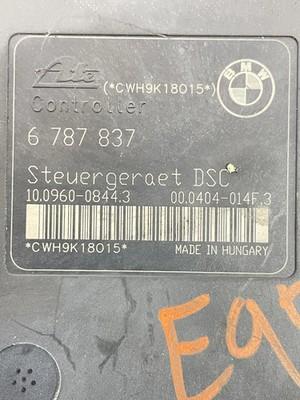 Ate (*CWH9K18015*) BMW
Controller
6 787 837
Steuergeraet DSC
10.0960-0844.3 00.0404-014F.3
*CWH9K18015* MADE IN HUNGARY